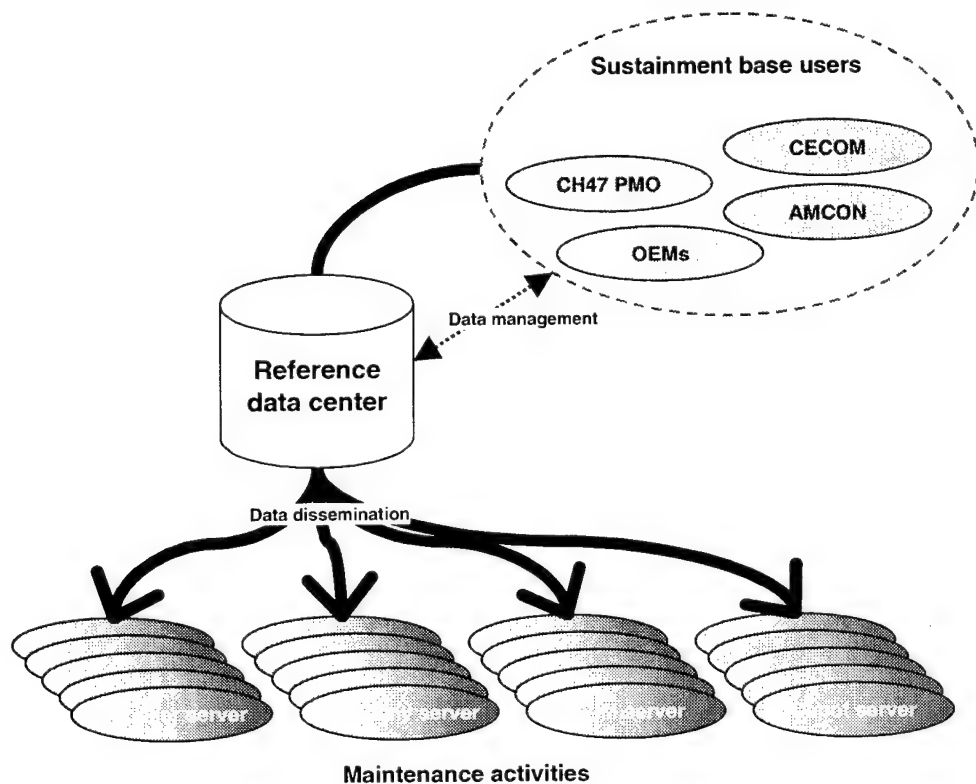 Sustainment base users
CECOM
CH47 PMO
AMCON
OEMs
Data management
Reference
data center
Data dissemination
server
server
server
server
Maintenance activities